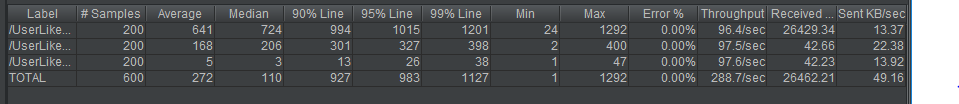 Label # Samples Average Median 90% Line 95% Line 99% Line Min Max Error % Throughput Received ... Sent KB/sec
/UserLike... 200 641 724 994 1015 1201 24 1292 0.00% 96.4/sec 26429.34 13.37
/UserLike... 200 168 206 301 327 398 2 400 0.00% 97.5/sec 42.66 22.38
/UserLike... 200 5 3 13 26 38 1 47 0.00% 97.6/sec 42.23 13.92
TOTAL 600 272 110 927 983 1127 1 1292 0.00% 288.7/sec 26462.21 49.16